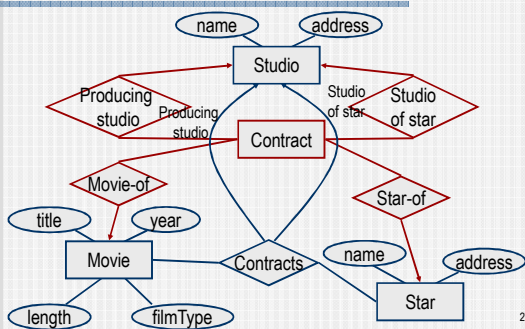 name
address
Studio
Producing
studio
Producing
studio
Studio
of star
Studio
of star
Contract
Movie-of
Star-of
title
year
Movie
Contracts
name
address
Star
length
filmType
2